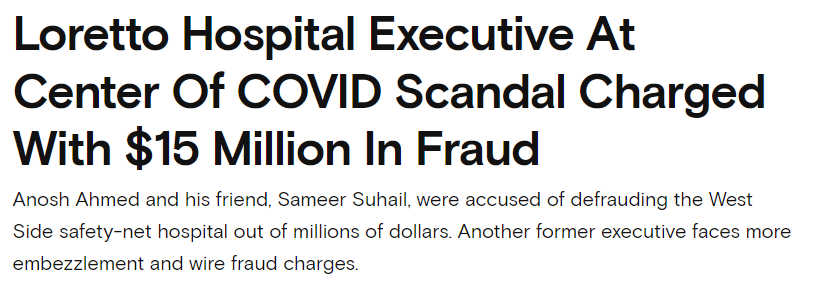 Loretto Hospital Executive At
Center Of COVID Scandal Charged
With $15 Million In Fraud
Anosh Ahmed and his friend, Sameer Suhail, were accused of defrauding the West
Side safety-net hospital out of millions of dollars. Another former executive faces more
embezzlement and wire fraud charges.